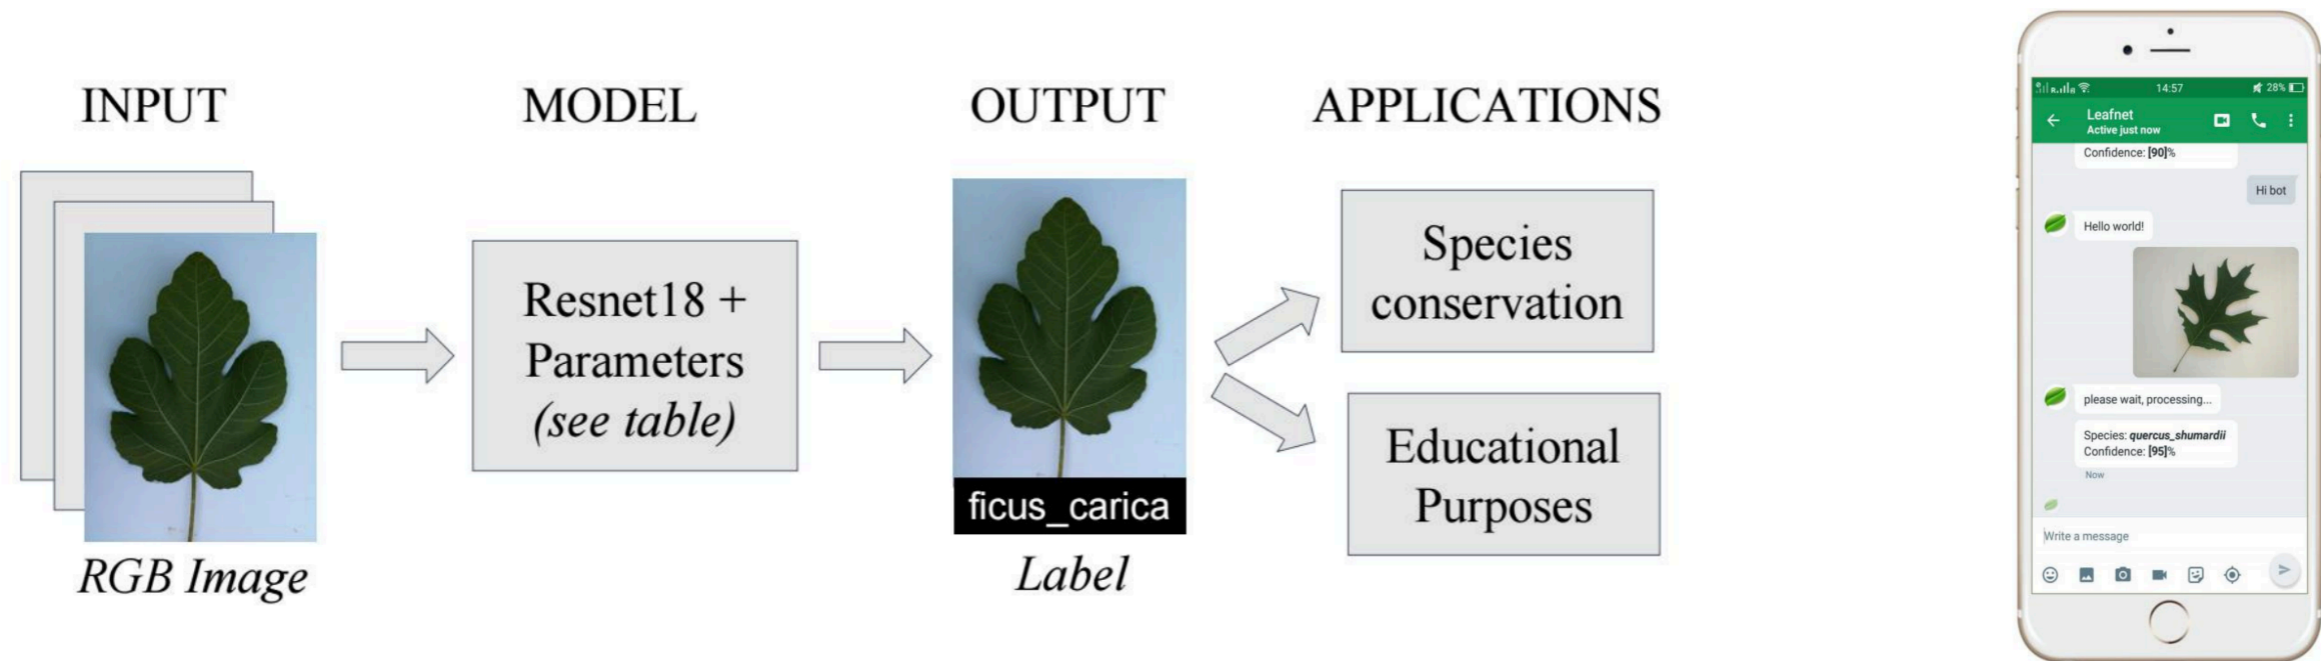 INPUT
RGB Image
MODEL
Resnet18 +
Parameters
(see table)
OUTPUT
ficus_carica
Label
APPLICATIONS
Species
conservation
Educational
Purposes
14:57
28%
Leafnet
Active just now
Confidence: [90]%
Hi bot
Hello world!
please wait, processing...
Species: quercus_shumardii
Confidence: [95]%
Now
Write a message